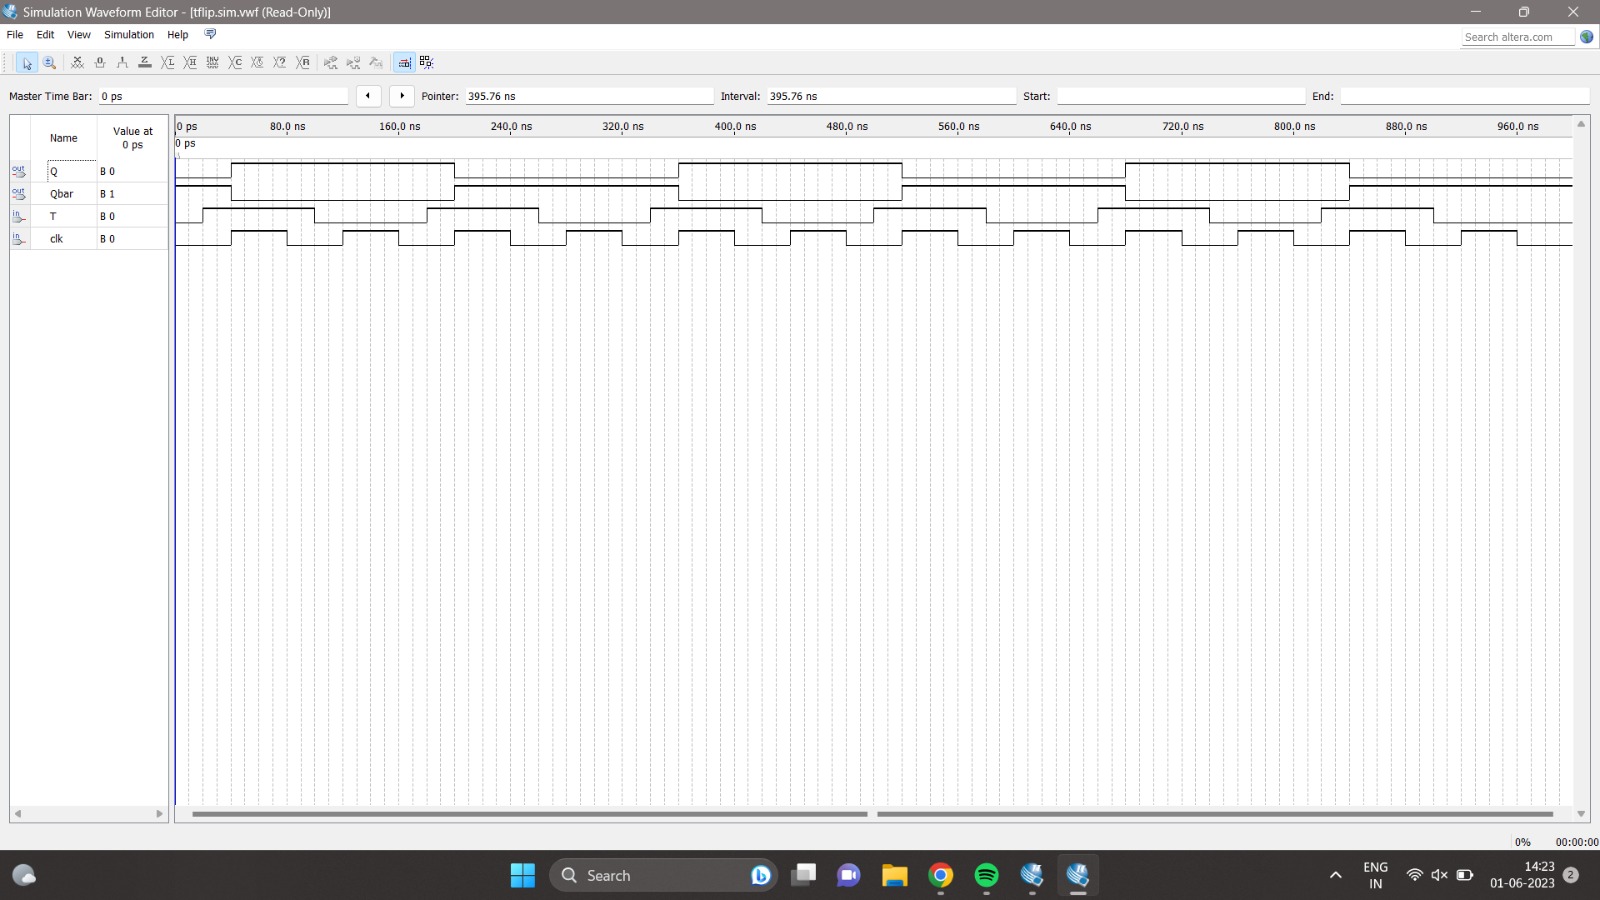 Simulation Waveform Editor - [tflip.sim.vwf (Read-Only)]
File Edit View Simulation Help
Search altera.com
Master Time Bar: 0 ps
Pointer: 395.76 ns
Interval: 395.76 ns
Start:
End:
Name
Value at
0 ps
0 ps 80.0 ns 160.0 ns 240.0 ns 320.0 ns 400.0 ns 480.0 ns 560.0 ns 640.0 ns 720.0 ns 800.0 ns 880.0 ns 960.0 ns
0 ps
out Q B 0
out Qbar B 1
in T B 0
in clk B 0
0% 00:00:00
Search
ENG
IN
14:23
01-06-2023
2